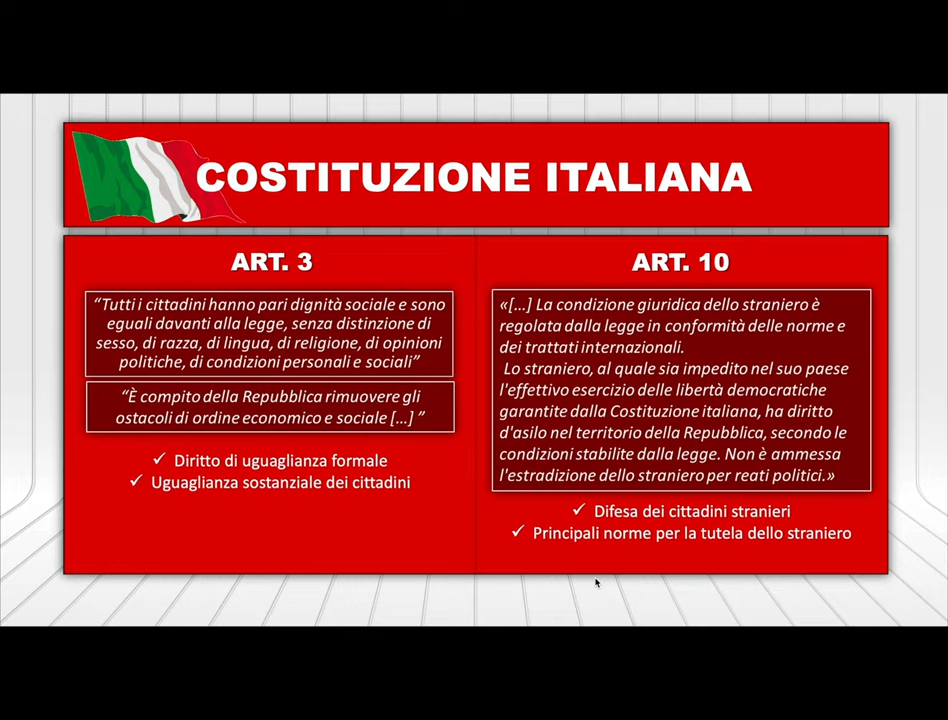 COSTITUZIONE ITALIANA
ART. 3
“Tutti i cittadini hanno pari dignità sociale e sono
eguali davanti alla legge, senza distinzione di
sesso, di razza, di lingua, di religione, di opinioni
politiche, di condizioni personali e sociali”
“È compito della Repubblica rimuovere gli
ostacoli di ordine economico e sociale [...] ”
✓ Diritto di uguaglianza formale
✓ Uguaglianza sostanziale dei cittadini
ART. 10
«[...] La condizione giuridica dello straniero è
regolata dalla legge in conformità delle norme e
dei trattati internazionali.
Lo straniero, al quale sia impedito nel suo paese
l'effettivo esercizio delle libertà democratiche
garantite dalla Costituzione italiana, ha diritto
d'asilo nel territorio della Repubblica, secondo le
condizioni stabilite dalla legge. Non è ammessa
l'estradizione dello straniero per reati politici.»
✓ Difesa dei cittadini stranieri
✓ Principali norme per la tutela dello straniero